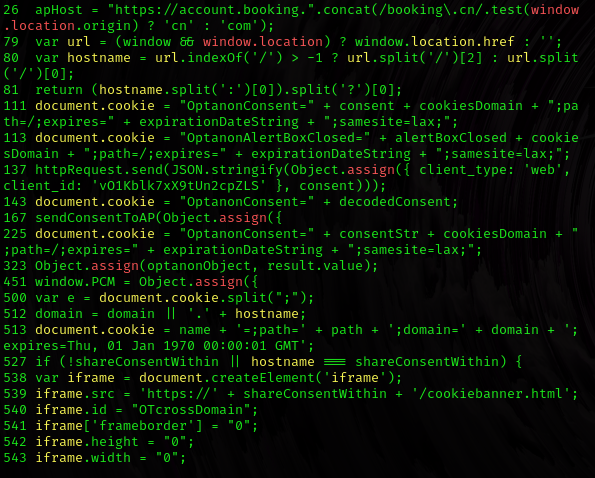 26  apHost = "https://account.booking.".concat(/booking\.cn/.test(window
.location.origin) ? 'cn' : 'com');
79  var url = (window && window.location) ? window.location.href : '';
80  var hostname = url.indexOf('/') > -1 ? url.split('/')[2] : url.split
('/')[0];
81  return (hostname.split(':')[0]).split('?')[0];
111 document.cookie = "OptanonConsent=" + consent + cookiesDomain + ";pa
th=/;expires=" + expirationDateString + ";samesite=lax;";
113 document.cookie = "OptanonAlertBoxClosed=" + alertBoxClosed + cookie
sDomain + ";path=/;expires=" + expirationDateString + ";samesite=lax;";
137 httpRequest.send(JSON.stringify(Object.assign({ client_type: 'web',
client_id: 'vO1Kblk7xX9tUn2cpZLS' }, consent)));
143 document.cookie = "OptanonConsent=" + decodedConsent;
167 sendConsentToAP(Object.assign({
225 document.cookie = "OptanonConsent=" + consentStr + cookiesDomain + "
;path=/;expires=" + expirationDateString + ";samesite=lax;";
323 Object.assign(optanonObject, result.value);
451 window.PCM = Object.assign({
500 var e = document.cookie.split(";");
512 domain = domain || '.' + hostname;
513 document.cookie = name + '=;path=' + path + ';domain=' + domain + ';
expires=Thu, 01 Jan 1970 00:00:01 GMT';
527 if (!shareConsentWithin || hostname === shareConsentWithin) {
538 var iframe = document.createElement('iframe');
539 iframe.src = 'https://' + shareConsentWithin + '/cookiebanner.html';
540 iframe.id = "OTcrossDomain";
541 iframe['frameborder'] = "0";
542 iframe.height = "0";
543 iframe.width = "0";